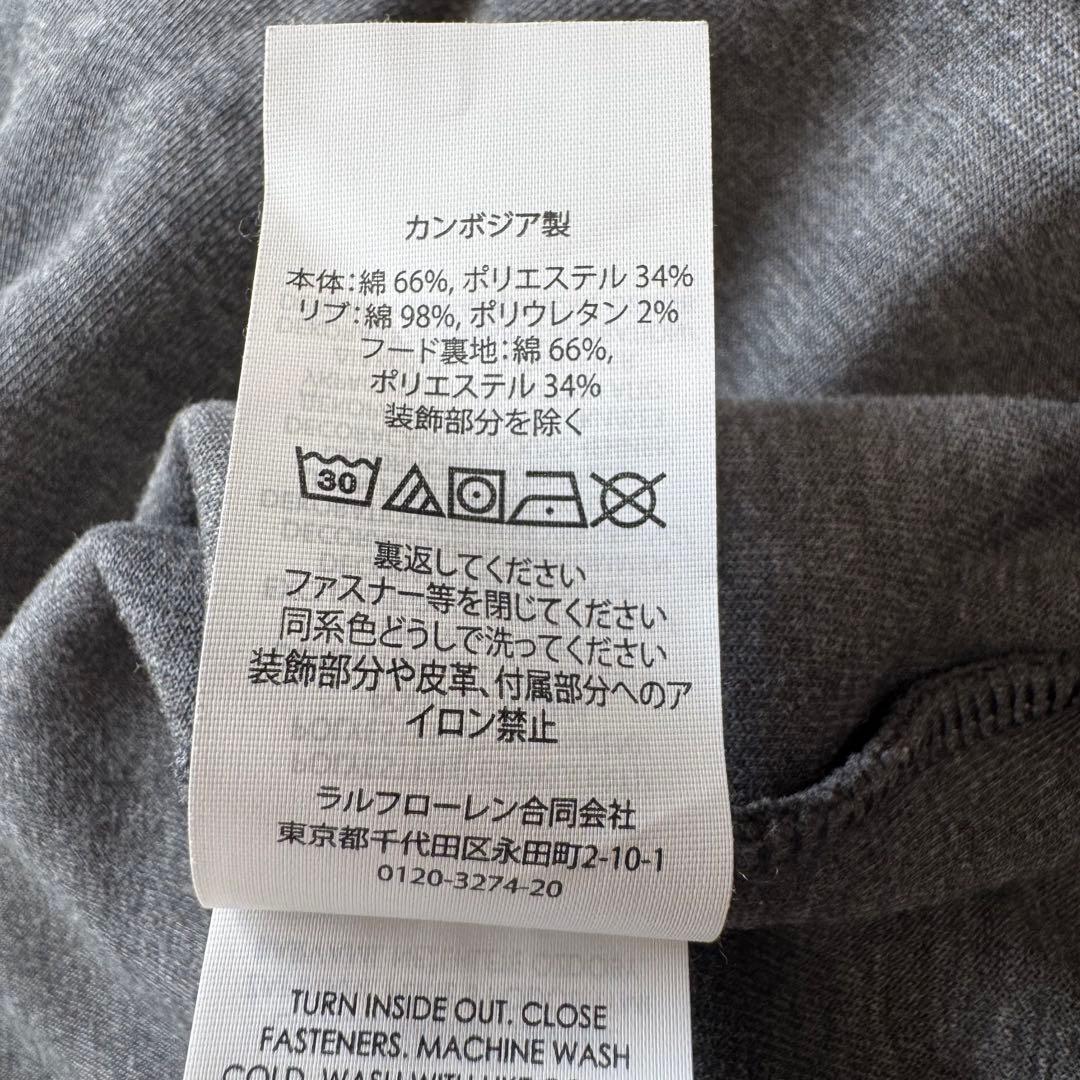 カンボジア製
本体：綿 66%, ポリエステル 34%
リブ：綿 98%, ポリウレタン 2%
フード裏地：綿 66%,
ポリエステル 34%
装飾部分を除く
30
裏返してください
ファスナー等を閉じてください
同系色どうしで洗ってください
装飾部分や皮革、付属部分へのア
イロン禁止
ラルフローレン合同会社
東京都千代田区永田町2-10-1
0120-3274-20
TURN INSIDE OUT. CLOSE
FASTENERS. MACHINE WASH
COLD. WASH WITH LIKE